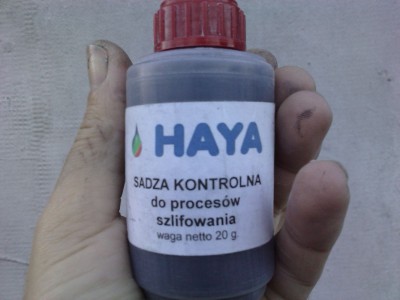 HAYA
SADZA KONTROLNA
do procesów
szlifowania
waga netto 20 g.